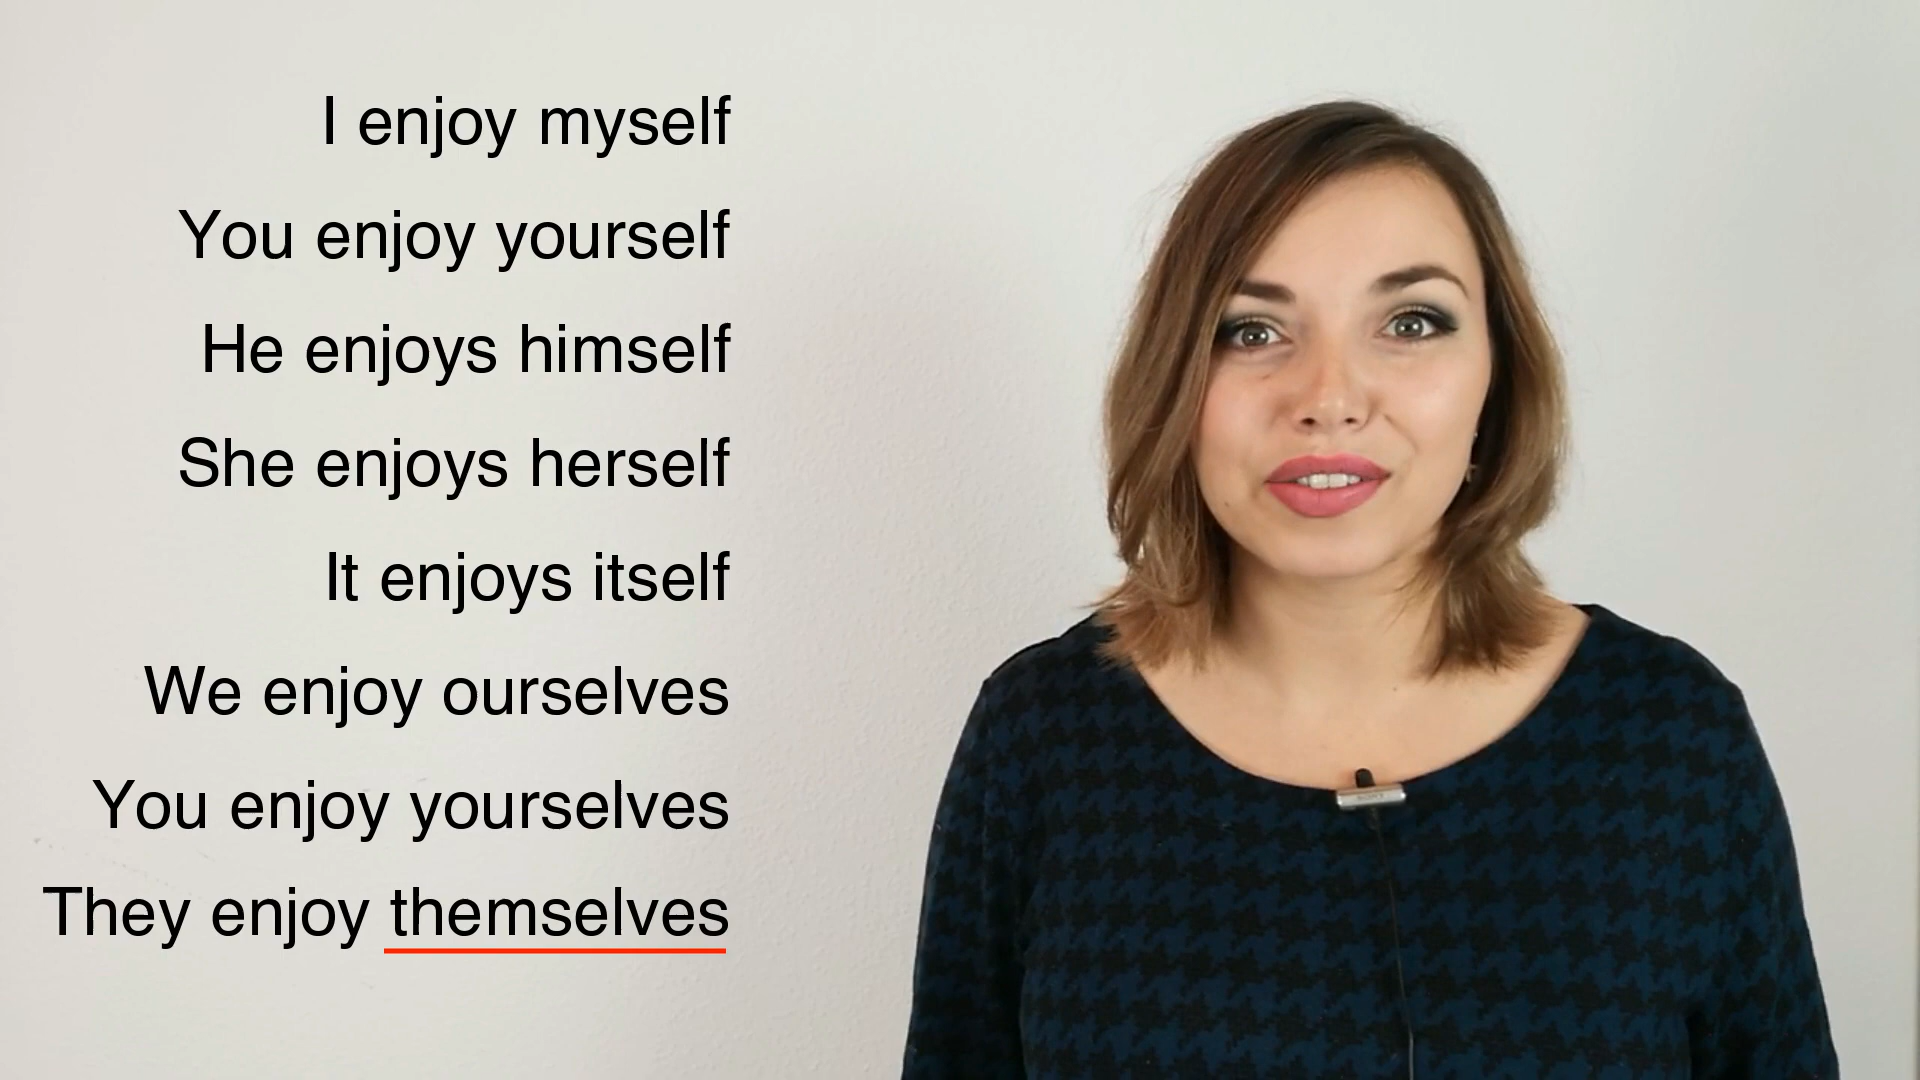 I enjoy myself
You enjoy yourself
He enjoys himself
She enjoys herself
It enjoys itself
We enjoy ourselves
You enjoy yourselves
They enjoy themselves